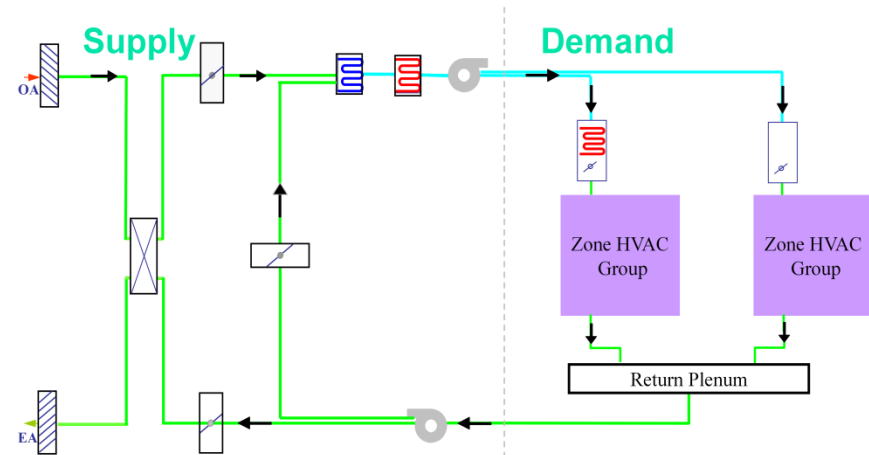 Supply
Demand
OA
Zone HVAC
Group
Zone HVAC
Group
Return Plenum
EA